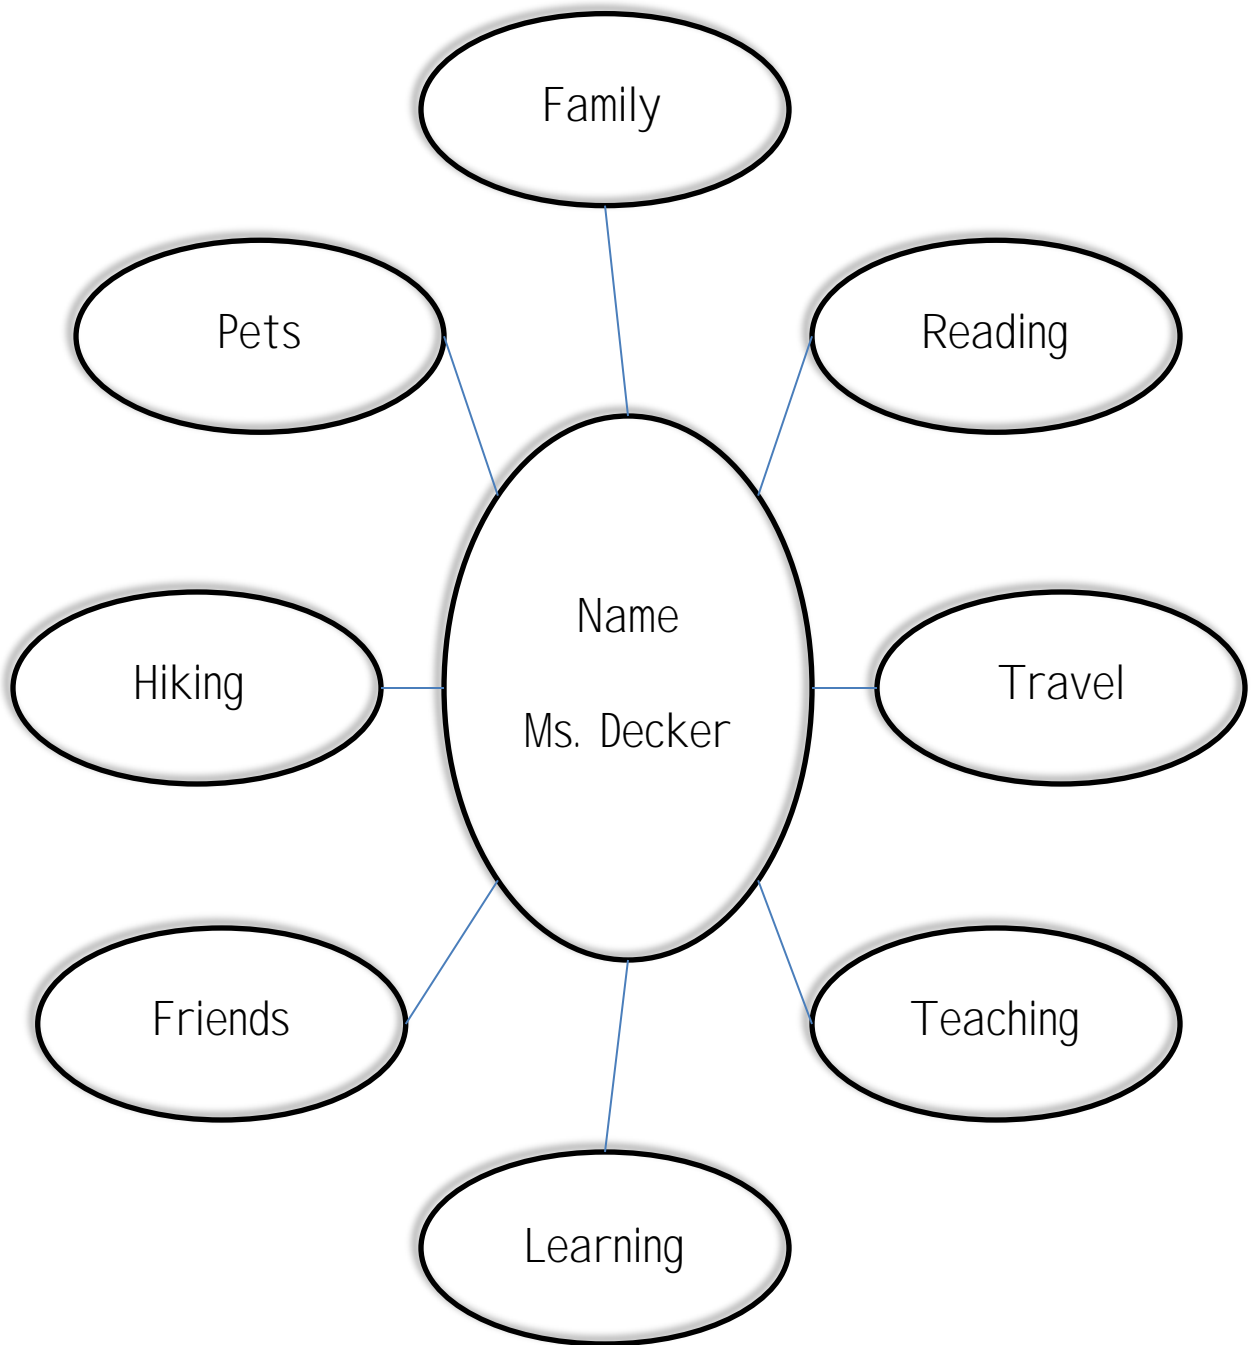 Family
Pets
Reading
Name
Ms. Decker
Hiking
Travel
Friends
Teaching
Learning